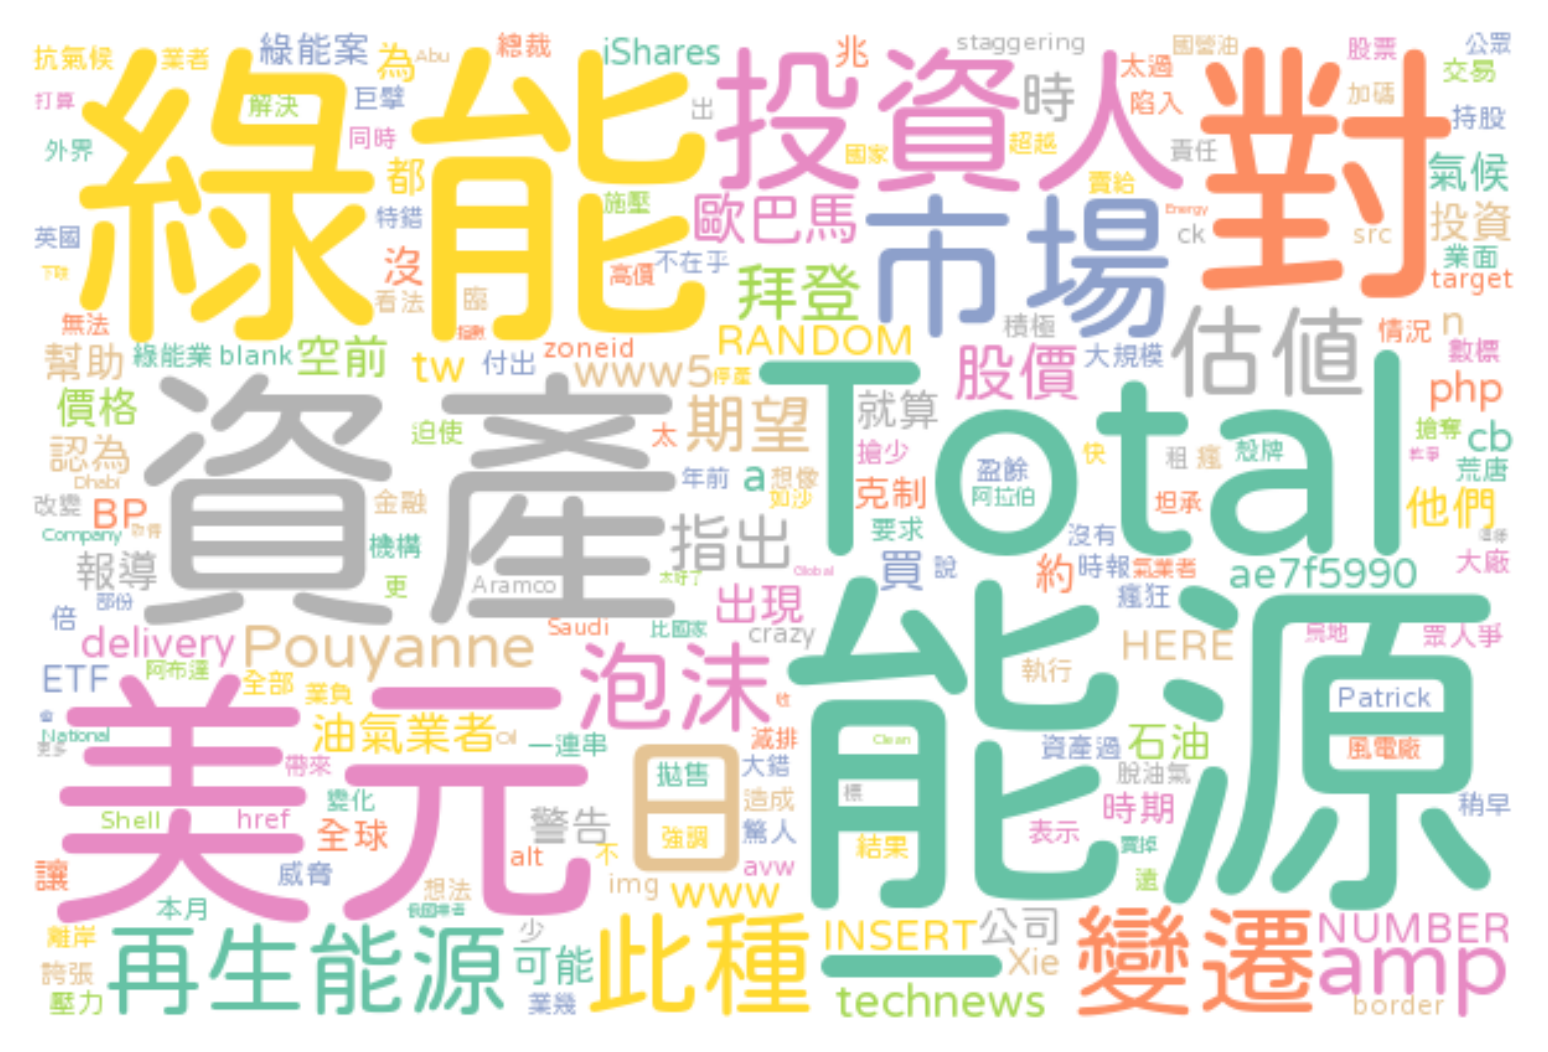 抗氣候 業者 綠能案 為 Abu 總裁 iShares staggering 兆 太過 國營油 股票 公眾
打算 解決 巨擘 出 時 陷入 加碼 交易
綠能 投資人 對
外界 同時 國家 超越 責任 持股
都 施壓 賣給 氣候
英國 特錯 歐巴馬 市場 Energy ck src 投資
沒 不在乎 業面
看法 臨 高價 拜登 target
無法 積極 情況 n
幫助 綠能業 blank 空前 tw 付出 zoneid www5 停產 RANDOM 股價 大規模 估值 數標
價格 迫使 太 期望 就算 php
資產 Total
認為 年前 a 想像 搶少 盈餘 快 租 瘋 殼牌 搶奪 cb
Dhabi 金融 如沙 克制 阿拉伯 坦承 荒唐
改變 BP 他們
Company 機構 指出 要求 沒有
報導 更 Aramco 太好了 Global 買 說 約 時報 氣業者 ae7f5990 大廠
部份 出現 瘋狂
倍 delivery Pouyanne Saudi 比國家 crazy HERE 眾人爭
ETF 阿布達 全部 業負 泡沫 能源 執行 Patrick
美元
National 油氣業者 Oil 一連串 減排 Clean 資產過 石油 風電廠
帶來 日 拋售 大錯 脫油氣
變化 造成 時期 稍早
Shell href 全球 警告 強調 驚人 結果 表示 賣掉
讓 威脅 alt 不 avw
想法 img www 遠
本月
離岸 再生能源 少 此種 INSERT 公司 變遷 NUMBER
誇張 可能 一 Xie amp
壓力 業幾 technews border